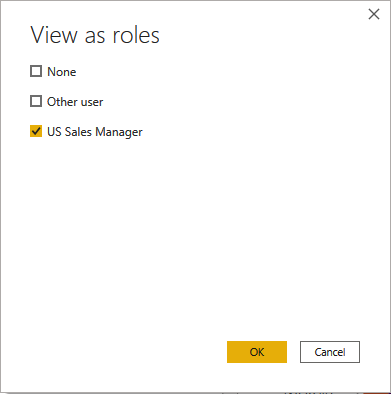 View as roles
None
Other user
US Sales Manager
OK
Cancel